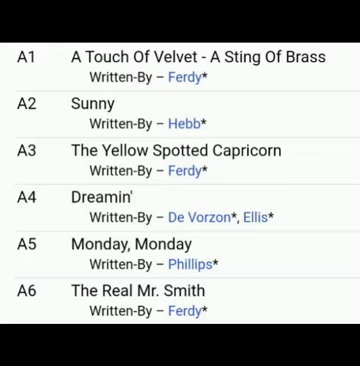 A1 A Touch Of Velvet - A Sting Of Brass
Written-By – Ferdy*
A2 Sunny
Written-By – Hebb*
A3 The Yellow Spotted Capricorn
Written-By – Ferdy*
A4 Dreamin'
Written-By – De Vorzon*, Ellis*
A5 Monday, Monday
Written-By – Phillips*
A6 The Real Mr. Smith
Written-By – Ferdy*